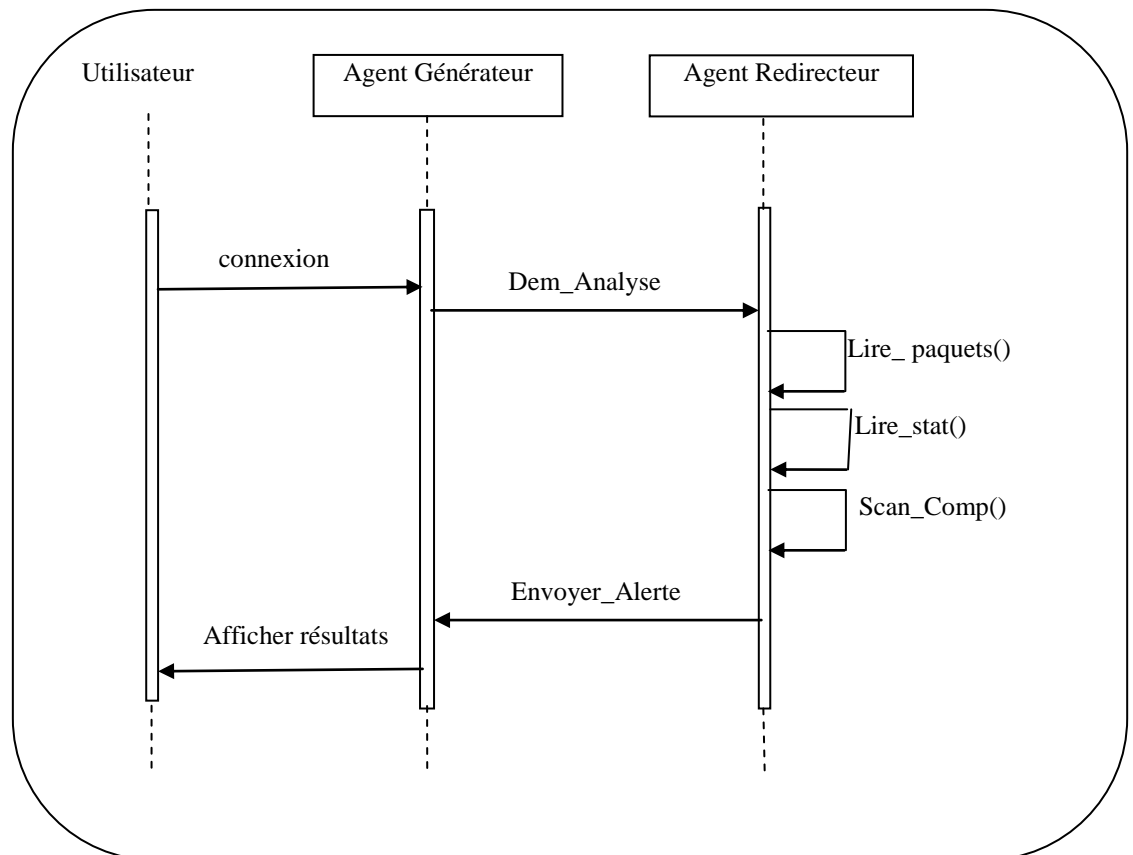 Utilisateur
Agent Générateur
Agent Redirecteur
connexion
Dem_Analyse
Lire_ paquets()
Lire_stat()
Scan_Comp()
Envoyer_Alerte
Afficher résultats